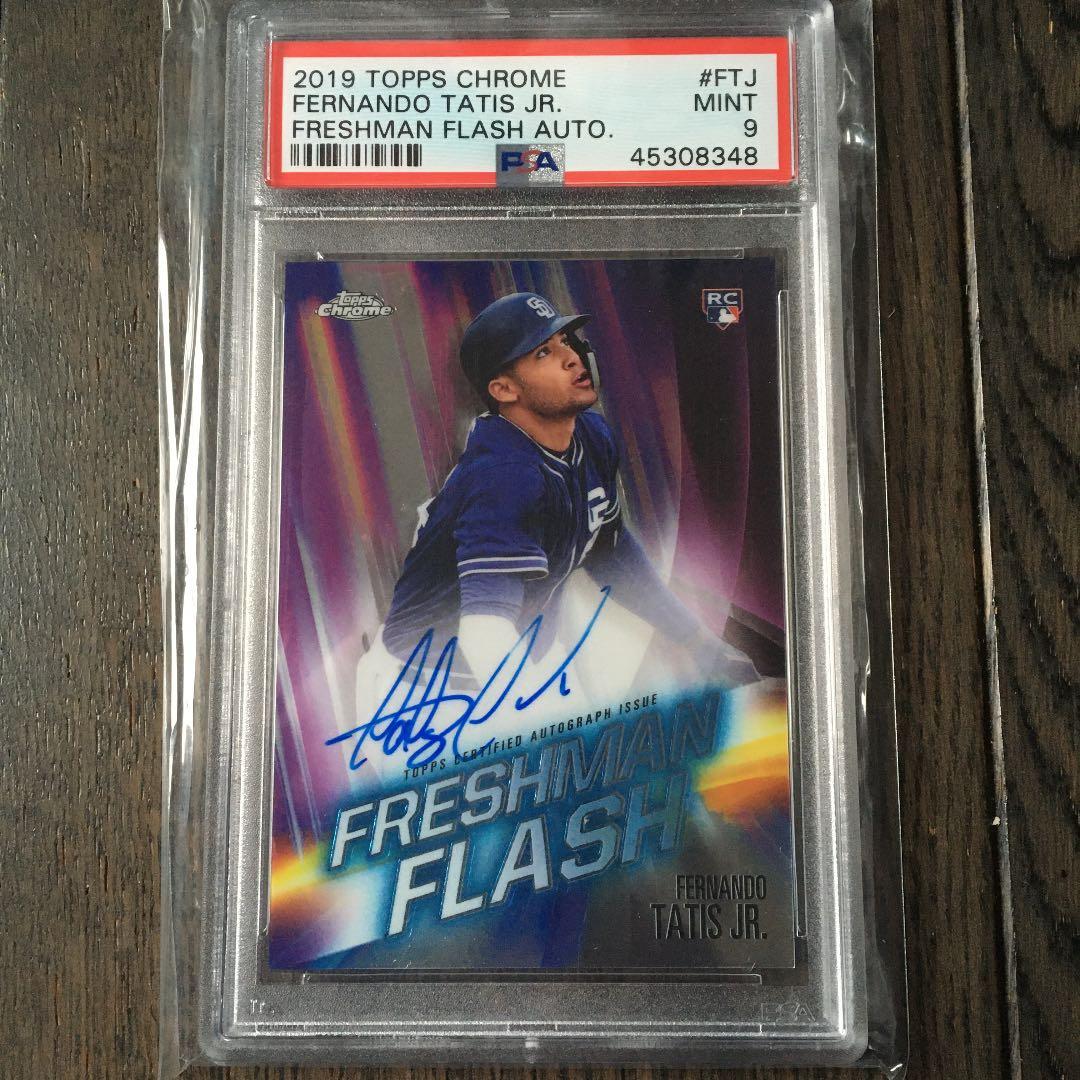 2019 TOPPS CHROME #FTJ
FERNANDO TATIS JR. MINT
FRESHMAN FLASH AUTO. 9
PSA 45308348
Topps Chrome
RC
SD
TOPPS CERTIFIED AUTOGRAPH ISSUE
FRESHMAN
FLASH
FERNANDO
TATIS JR.
PSA